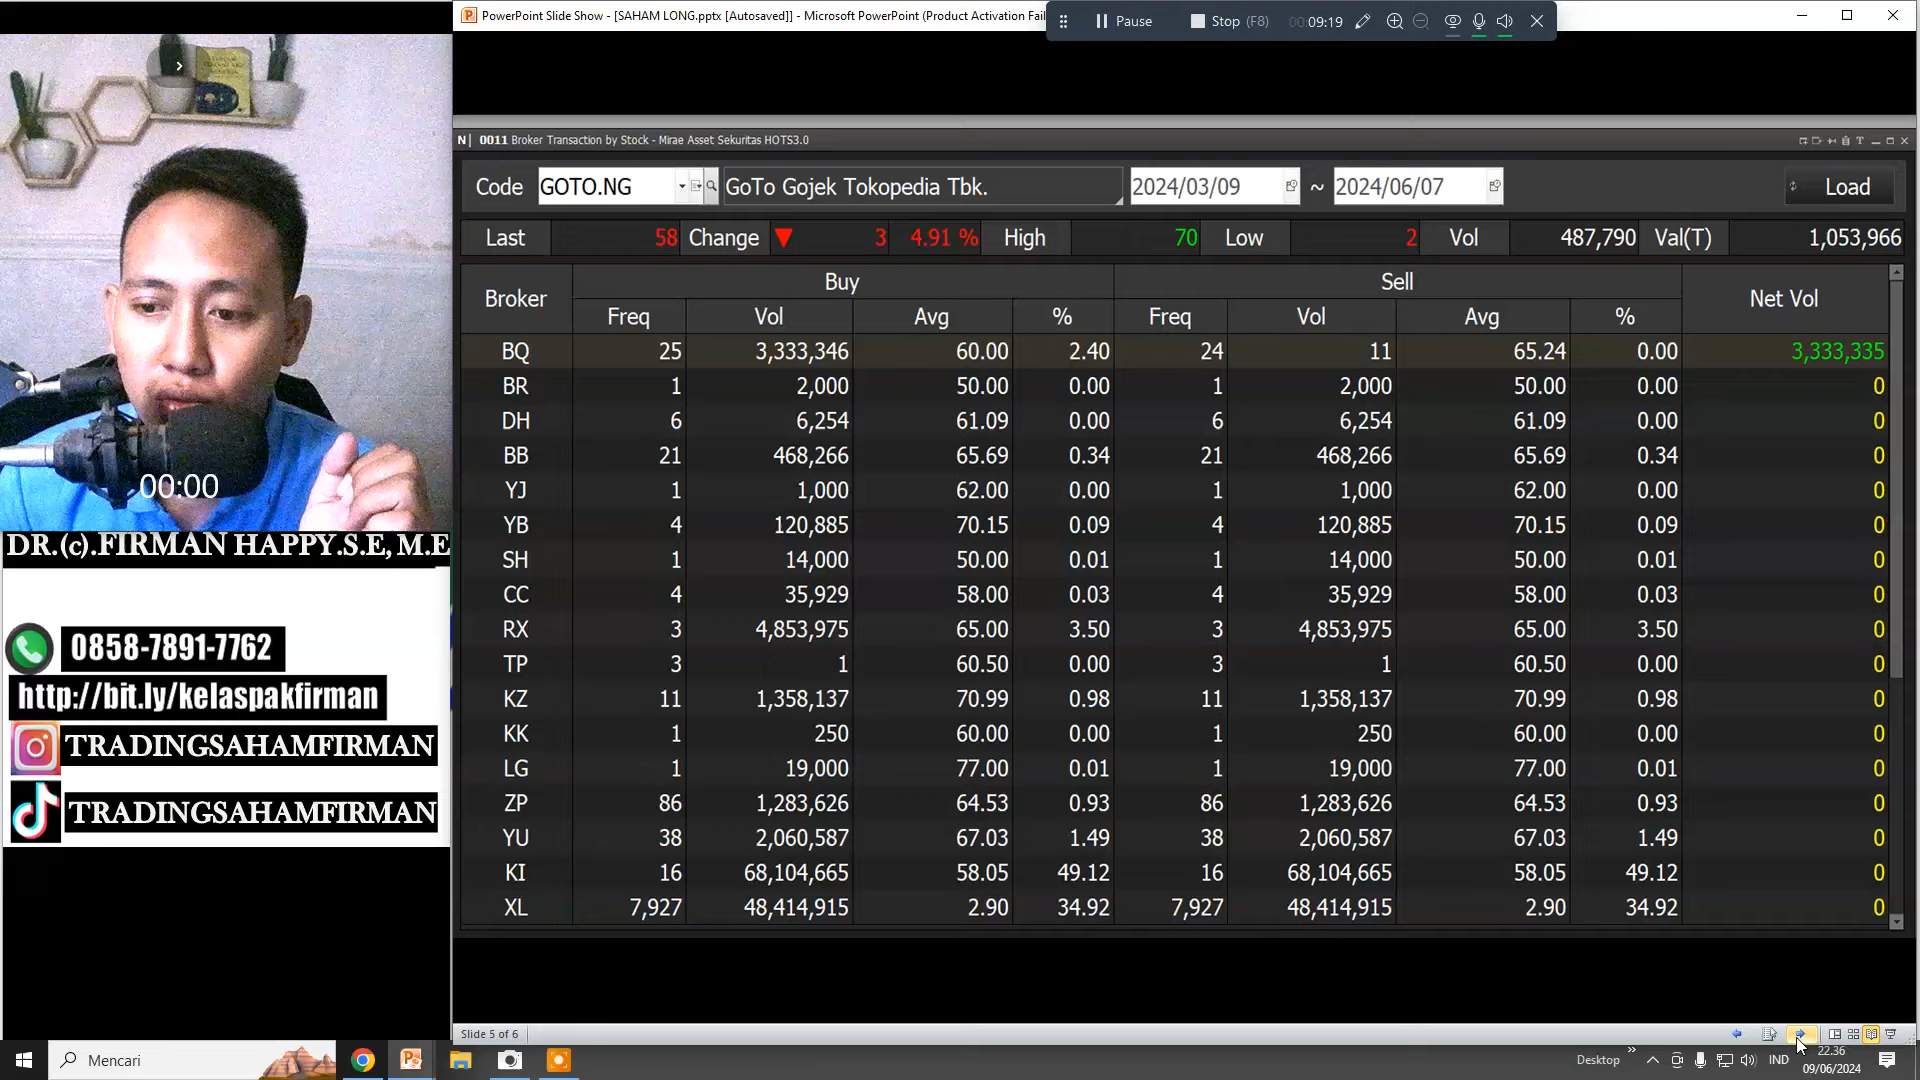 PowerPoint Slide Show - [SAHAM LONG.pptx [Autosaved]] - Microsoft PowerPoint (Product Activation Fail
Pause Stop (F8) 00:09:19
N| 0011 Broker Transaction by Stock - Mirae Asset Sekuritas HOTS3.0
Code GOTO.NG GoTo Gojek Tokopedia Tbk. 2024/03/09 ~ 2024/06/07 Load
Last 58 Change ▼ 3 4.91 % High 70 Low 2 Vol 487,790 Val(T) 1,053,966
Broker Buy Sell Net Vol
Freq Vol Avg % Freq Vol Avg %
BQ 25 3,333,346 60.00 2.40 24 11 65.24 0.00 3,333,335
BR 1 2,000 50.00 0.00 1 2,000 50.00 0.00 0
DH 6 6,254 61.09 0.00 6 6,254 61.09 0.00 0
BB 21 468,266 65.69 0.34 21 468,266 65.69 0.34 0
YJ 1 1,000 62.00 0.00 1 1,000 62.00 0.00 0
YB 4 120,885 70.15 0.09 4 120,885 70.15 0.09 0
SH 1 14,000 50.00 0.01 1 14,000 50.00 0.01 0
CC 4 35,929 58.00 0.03 4 35,929 58.00 0.03 0
RX 3 4,853,975 65.00 3.50 3 4,853,975 65.00 3.50 0
TP 3 1 60.50 0.00 3 1 60.50 0.00 0
KZ 11 1,358,137 70.99 0.98 11 1,358,137 70.99 0.98 0
KK 1 250 60.00 0.00 1 250 60.00 0.00 0
LG 1 19,000 77.00 0.01 1 19,000 77.00 0.01 0
ZP 86 1,283,626 64.53 0.93 86 1,283,626 64.53 0.93 0
YU 38 2,060,587 67.03 1.49 38 2,060,587 67.03 1.49 0
KI 16 68,104,665 58.05 49.12 16 68,104,665 58.05 49.12 0
XL 7,927 48,414,915 2.90 34.92 7,927 48,414,915 2.90 34.92 0
00:00
DR.(c).FIRMAN HAPPY.S.E, M.E
0858-7891-7762
http://bit.ly/kelaspakfirman
TRADINGSAHAMFIRMAN
TRADINGSAHAMFIRMAN
Slide 5 of 6
Mencari
Desktop
IND
22.36
09/06/2024